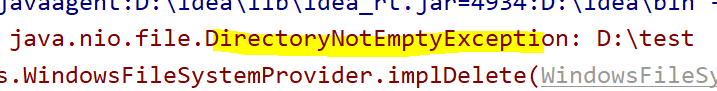 javaagent:D:\idea\lib\idea_rt.jar=4934:D:\idea\bin -
java.nio.file.DirectoryNotEmptyException: D:\test
s.WindowsFileSystemProvider.implDelete(WindowsFileSy